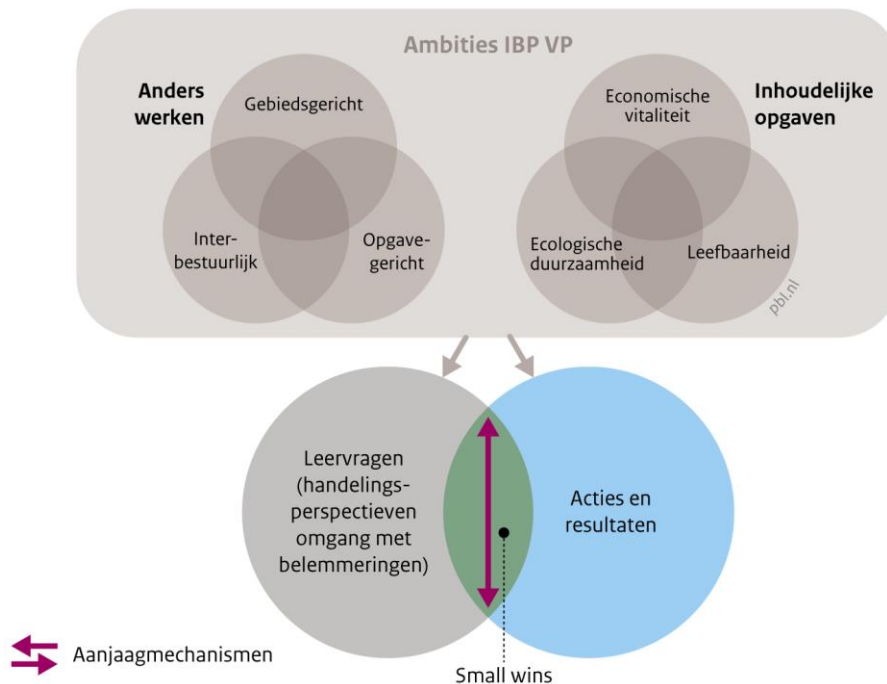 Ambities IBP VP
Anders
werken
Gebiedsgericht
Inter-
bestuurlijk
Opgave-
gericht
Economische
vitaliteit
Inhoudelijke
opgaven
Ecologische
duurzaamheid
Leefbaarheid
pbl.nl
Leervragen
(handelings-
perspectieven
omgang met
belemmeringen)
Acties en
resultaten
Aanjaagmechanismen
Small wins